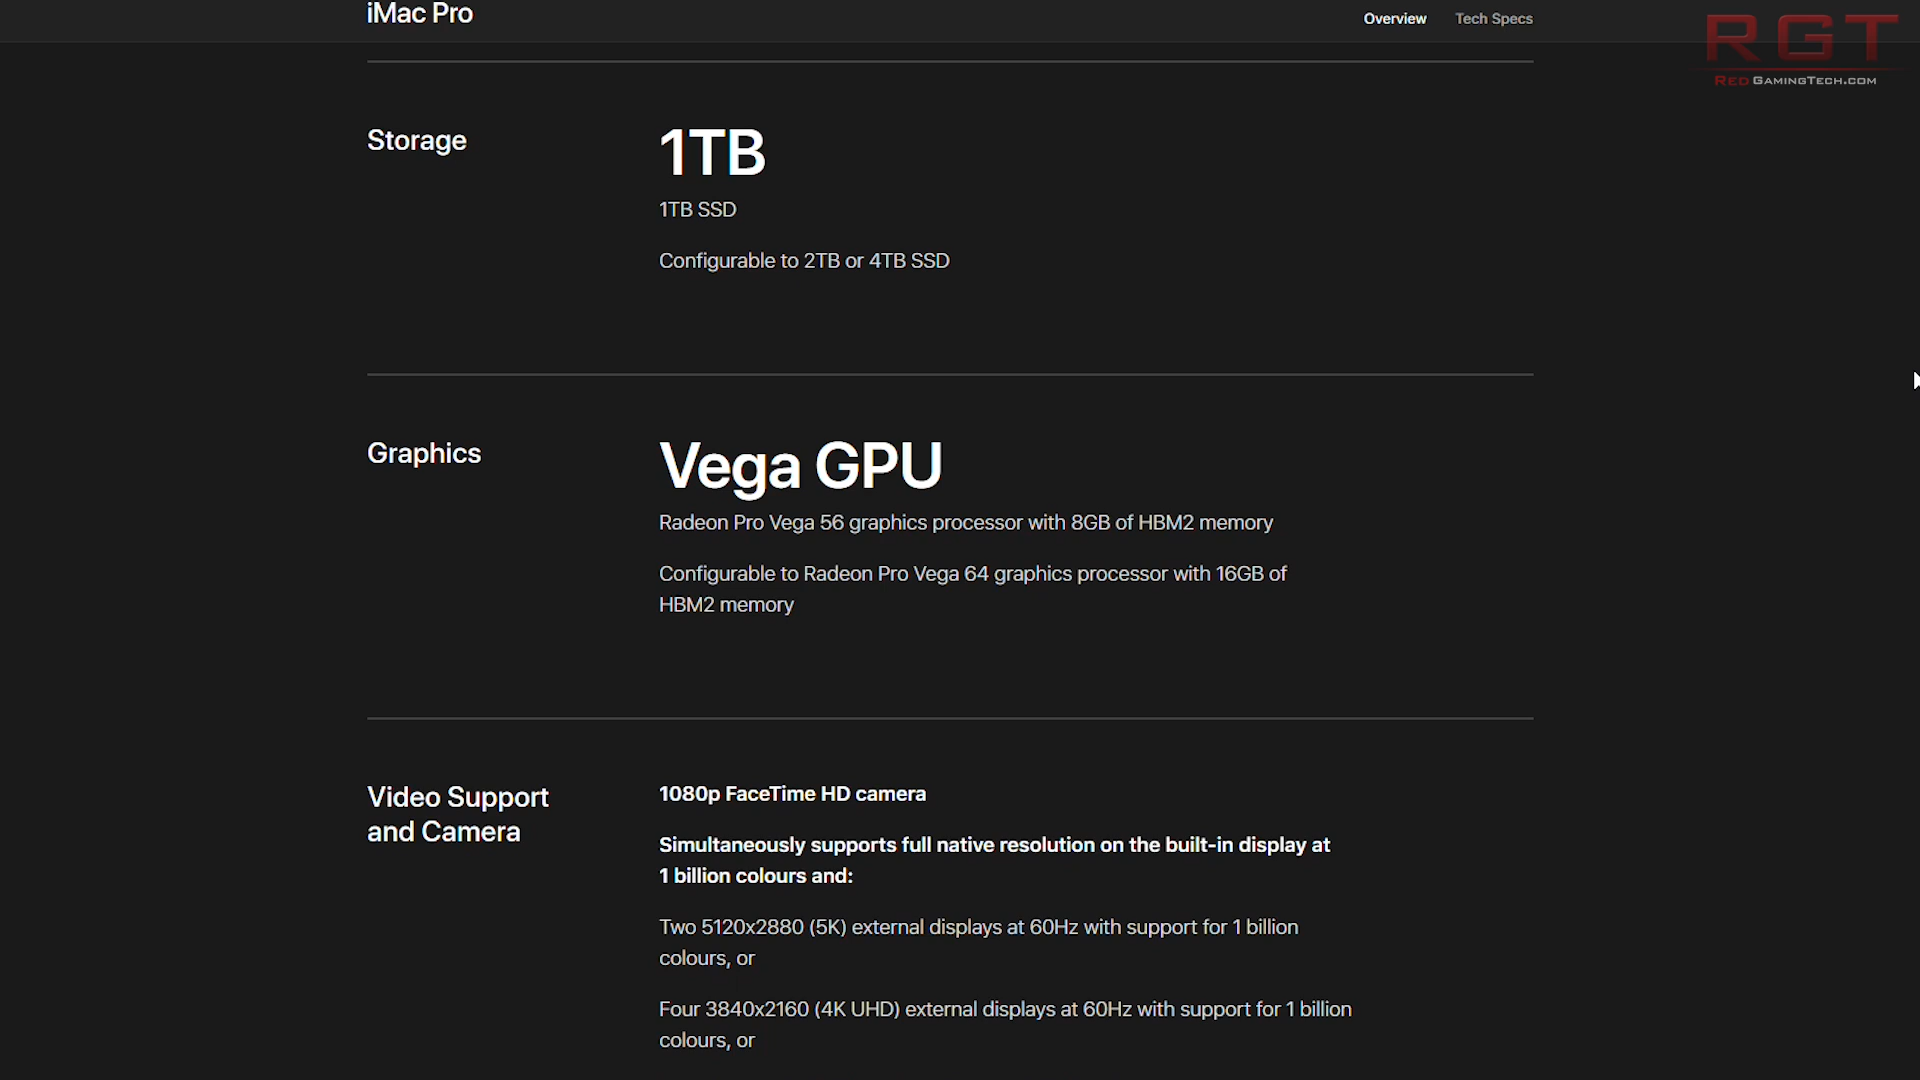 iMac Pro
Overview
Tech Specs
RGT
RedGamingTech.com
Storage
1TB
1TB SSD
Configurable to 2TB or 4TB SSD
Graphics
Vega GPU
Radeon Pro Vega 56 graphics processor with 8GB of HBM2 memory
Configurable to Radeon Pro Vega 64 graphics processor with 16GB of
HBM2 memory
Video Support
and Camera
1080p FaceTime HD camera
Simultaneously supports full native resolution on the built-in display at
1 billion colours and:
Two 5120x2880 (5K) external displays at 60Hz with support for 1 billion
colours, or
Four 3840x2160 (4K UHD) external displays at 60Hz with support for 1 billion
colours, or